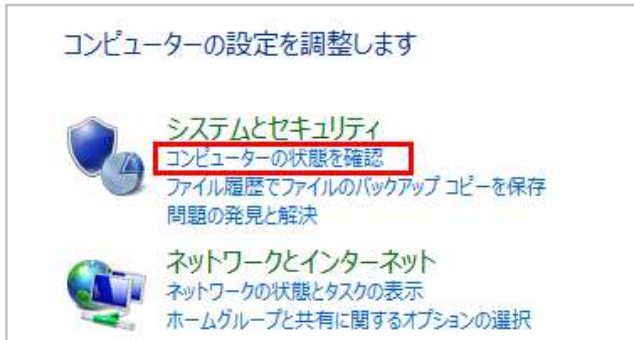 コンピューターの設定を調整します
システムとセキュリティ
コンピューターの状態を確認
ファイル履歴でファイルのバックアップ コピーを保存
問題の発見と解決
ネットワークとインターネット
ネットワークの状態とタスクの表示
ホームグループと共有に関するオプションの選択